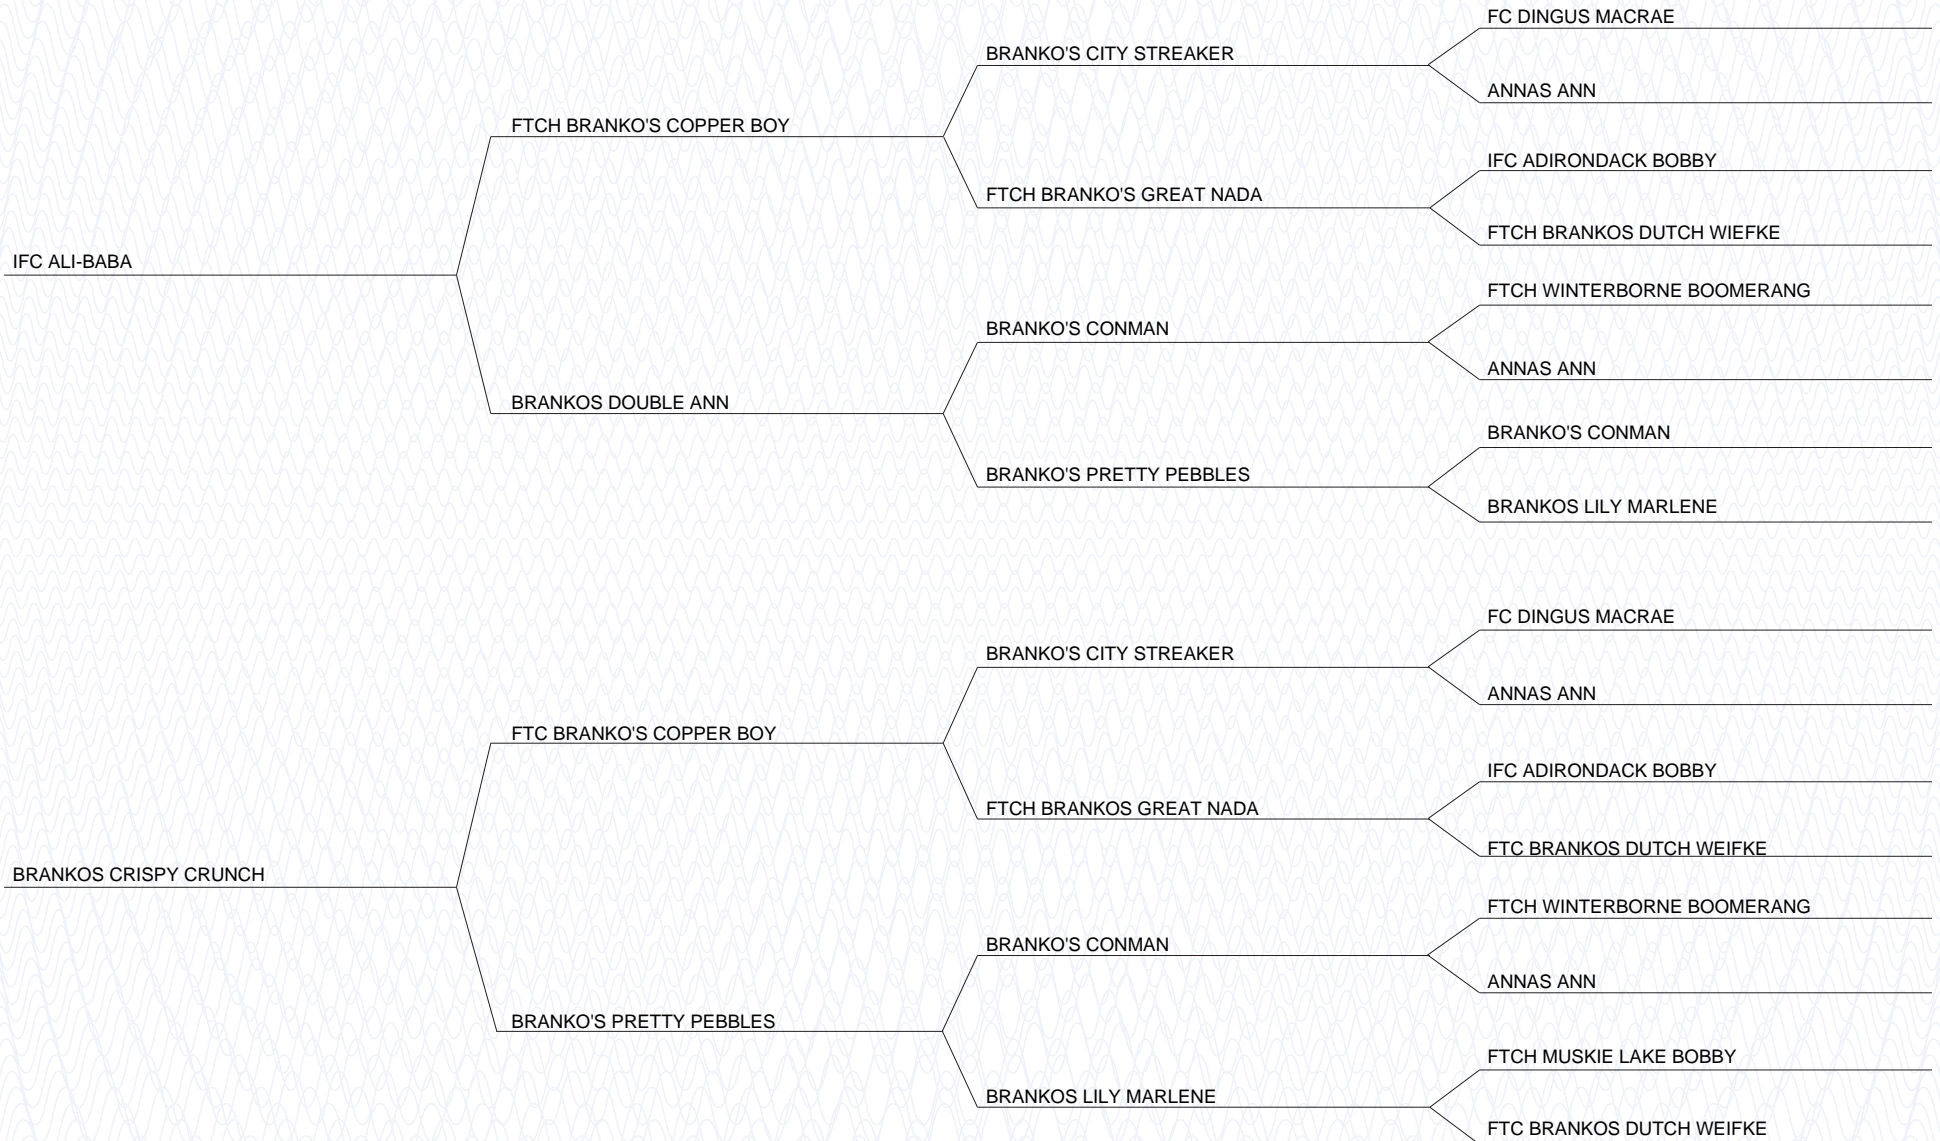 FC DINGUS MACRAE
BRANKO'S CITY STREAKER
ANNAS ANN
FTCH BRANKO'S COPPER BOY
IFC ADIRONDACK BOBBY
FTCH BRANKO'S GREAT NADA
FTCH BRANKOS DUTCH WIEFKE
IFC ALI-BABA
FTCH WINTERBORNE BOOMERANG
BRANKO'S CONMAN
ANNAS ANN
BRANKOS DOUBLE ANN
BRANKO'S CONMAN
BRANKO'S PRETTY PEBBLES
BRANKOS LILY MARLENE
FC DINGUS MACRAE
BRANKO'S CITY STREAKER
ANNAS ANN
FTC BRANKO'S COPPER BOY
IFC ADIRONDACK BOBBY
FTCH BRANKOS GREAT NADA
FTC BRANKOS DUTCH WEIFKE
BRANKOS CRISPY CRUNCH
FTCH WINTERBORNE BOOMERANG
BRANKO'S CONMAN
ANNAS ANN
BRANKO'S PRETTY PEBBLES
FTCH MUSKIE LAKE BOBBY
BRANKOS LILY MARLENE
FTC BRANKOS DUTCH WEIFKE